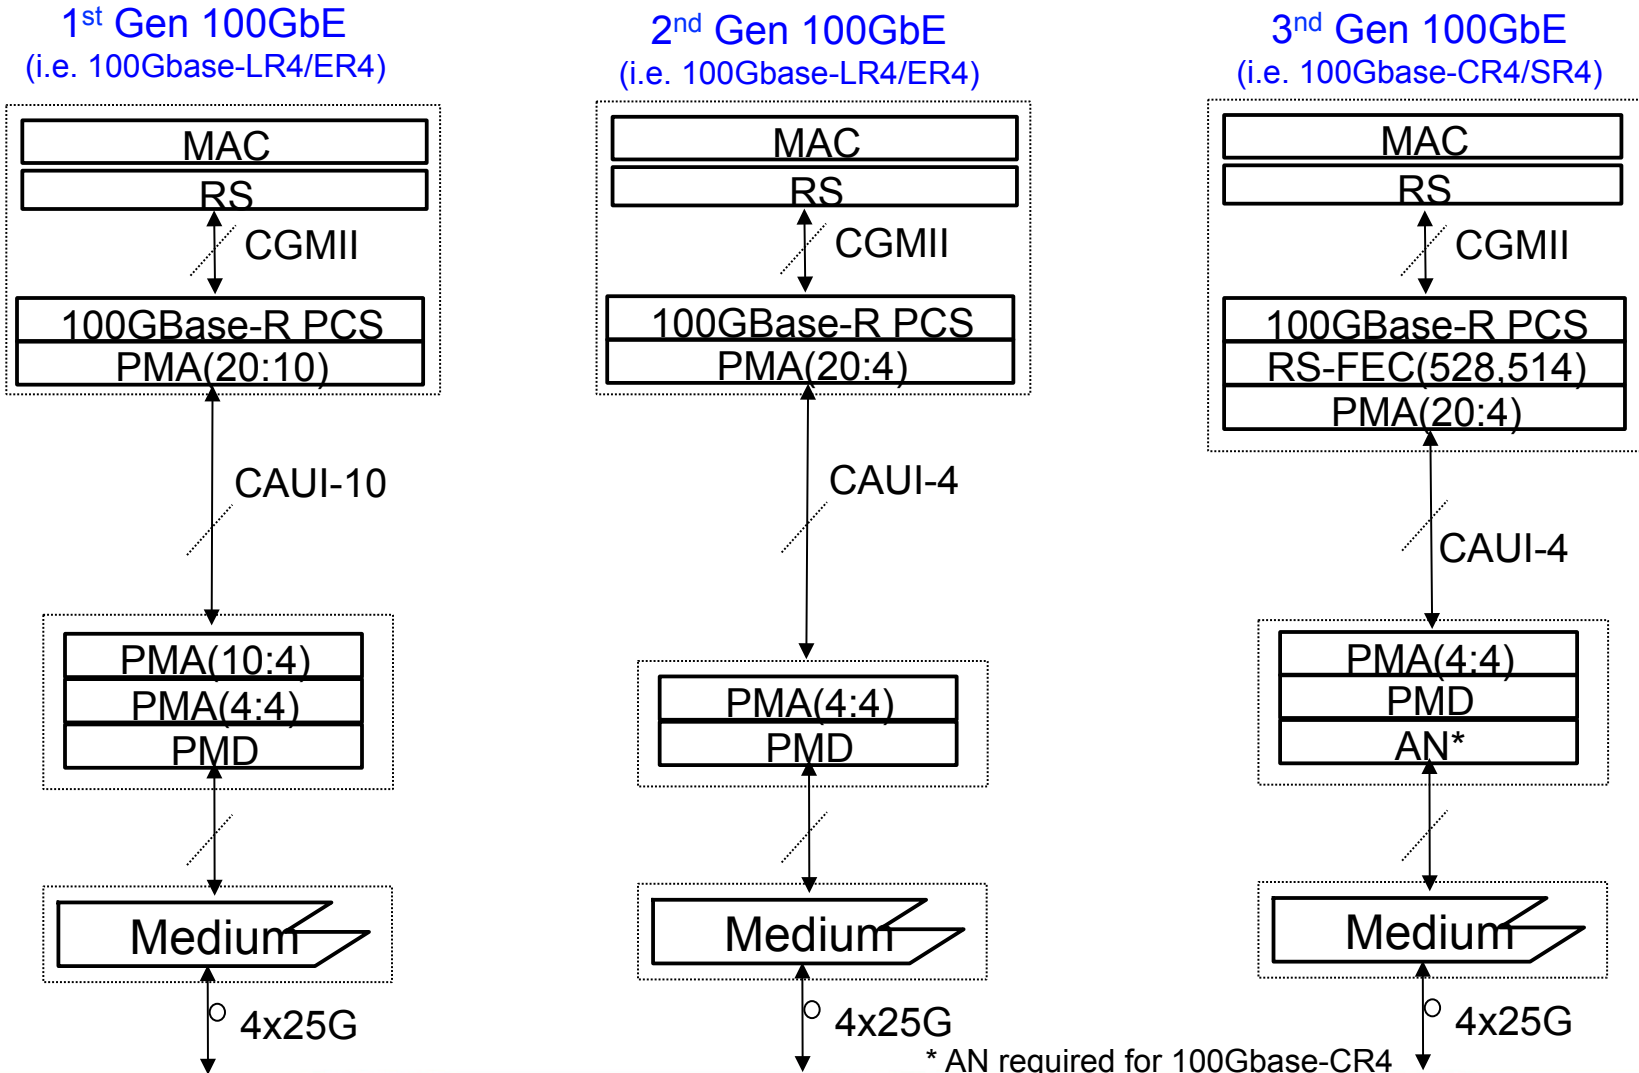 1st Gen 100GbE
(i.e. 100Gbase-LR4/ER4)
MAC
RS
CGMII
100GBase-R PCS
PMA(20:10)
CAUI-10
PMA(10:4)
PMA(4:4)
PMD
Medium
4x25G
2nd Gen 100GbE
(i.e. 100Gbase-LR4/ER4)
MAC
RS
CGMII
100GBase-R PCS
PMA(20:4)
CAUI-4
PMA(4:4)
PMD
Medium
4x25G
3nd Gen 100GbE
(i.e. 100Gbase-CR4/SR4)
MAC
RS
CGMII
100GBase-R PCS
RS-FEC(528,514)
PMA(20:4)
CAUI-4
PMA(4:4)
PMD
AN*
Medium
4x25G
* AN required for 100Gbase-CR4